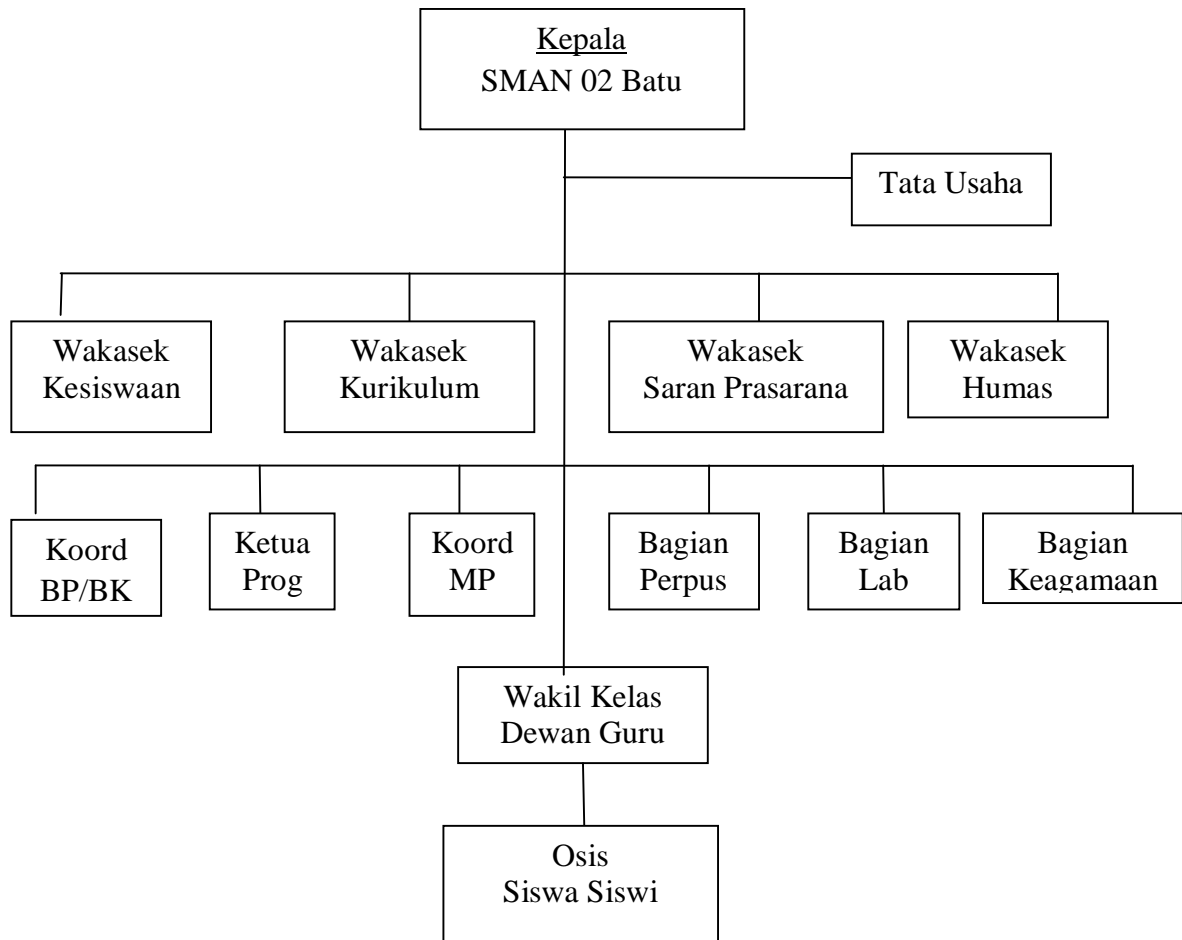 Kepala
SMAN 02 Batu
Tata Usaha
Wakasek
Kesiswaan
Wakasek
Kurikulum
Wakasek
Saran Prasarana
Wakasek
Humas
Koord
BP/BK
Ketua
Prog
Koord
MP
Bagian
Perpus
Bagian
Lab
Bagian
Keagamaan
Wakil Kelas
Dewan Guru
Osis
Siswa Siswi